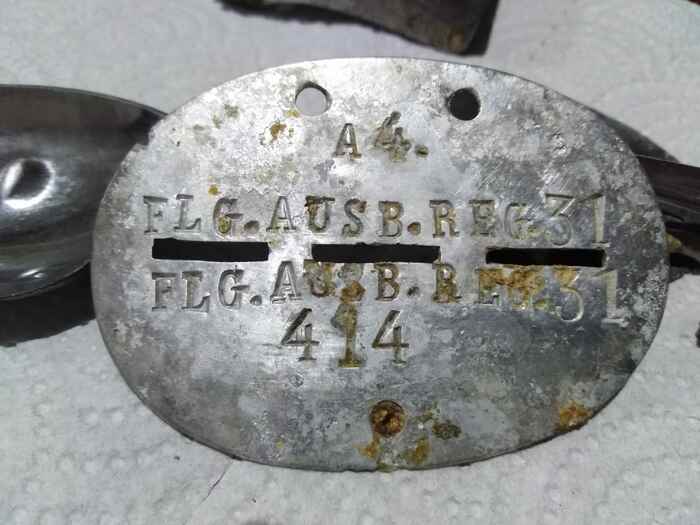 A 4.
FLG. AUSB. REG. 31
FLG. AUSB. REG. 31
414